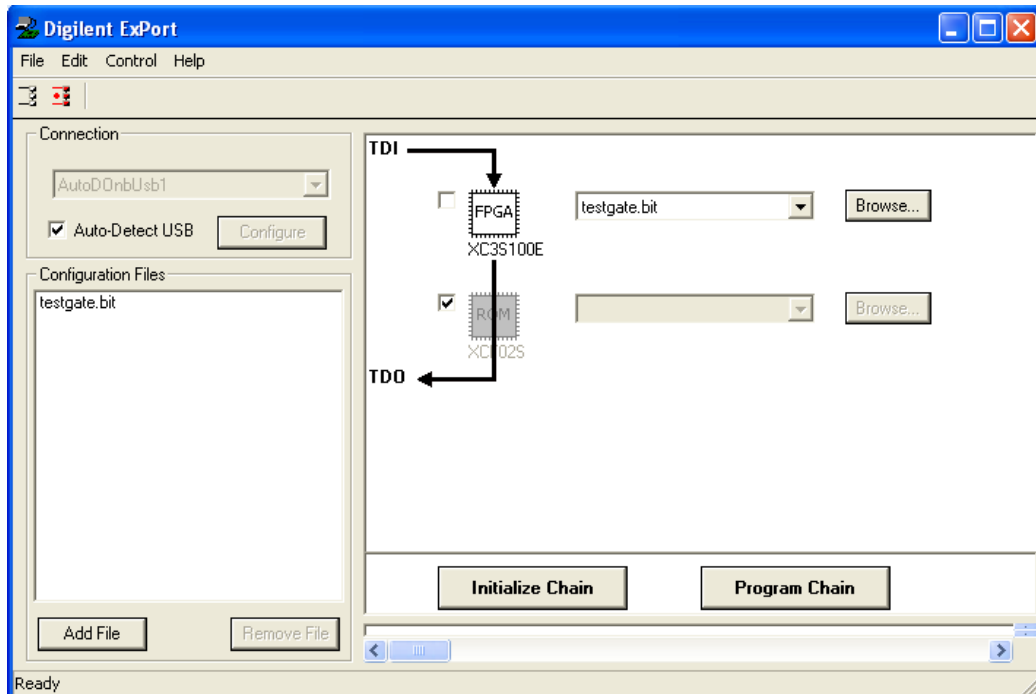 Digilent ExPort
File Edit Control Help
Connection
AutoDOnbUsb1
Auto-Detect USB
Configure
Configuration Files
testgate.bit
Add File
Remove File
TDI
FPGA
XC3S100E
testgate.bit
Browse...
ROM
XCF02S
Browse...
TDO
Initialize Chain
Program Chain
Ready